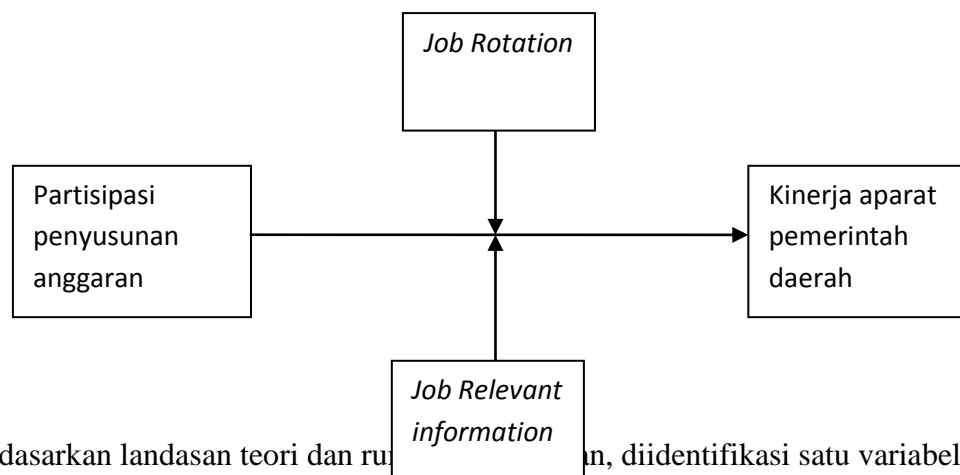 Job Rotation
Partisipasi
penyusunan
anggaran
Kinerja aparat
pemerintah
daerah
Job Relevant
information
dasarkan landasan teori dan , diidentifikasi satu variabel